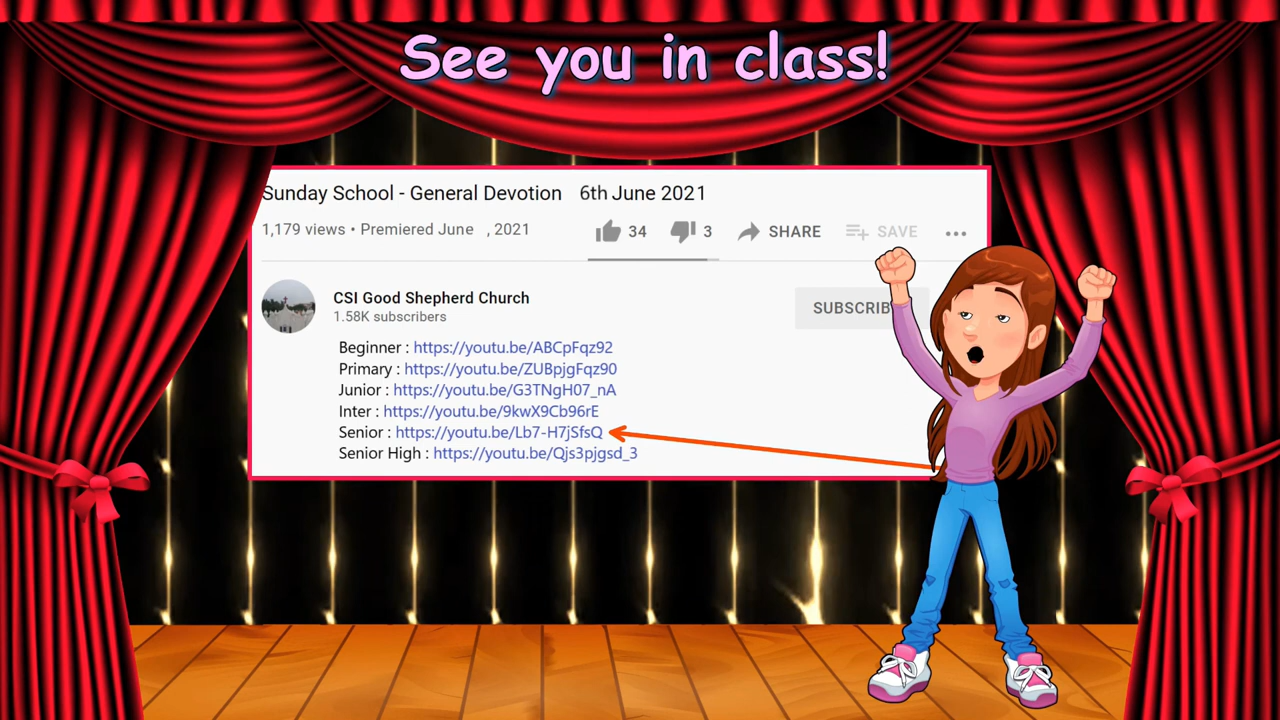 See you in class!
Sunday School - General Devotion 6th June 2021
1,179 views • Premiered June , 2021
34 3 SHARE SAVE
CSI Good Shepherd Church
1.58K subscribers
SUBSCRIB
Beginner : https://youtu.be/ABCpFqz92
Primary : https://youtu.be/ZUBpjgFqz90
Junior : https://youtu.be/G3TNgH07_nA
Inter : https://youtu.be/9kwX9Cb96rE
Senior : https://youtu.be/Lb7-H7jSfsQ
Senior High : https://youtu.be/Qjs3pjgsd_3